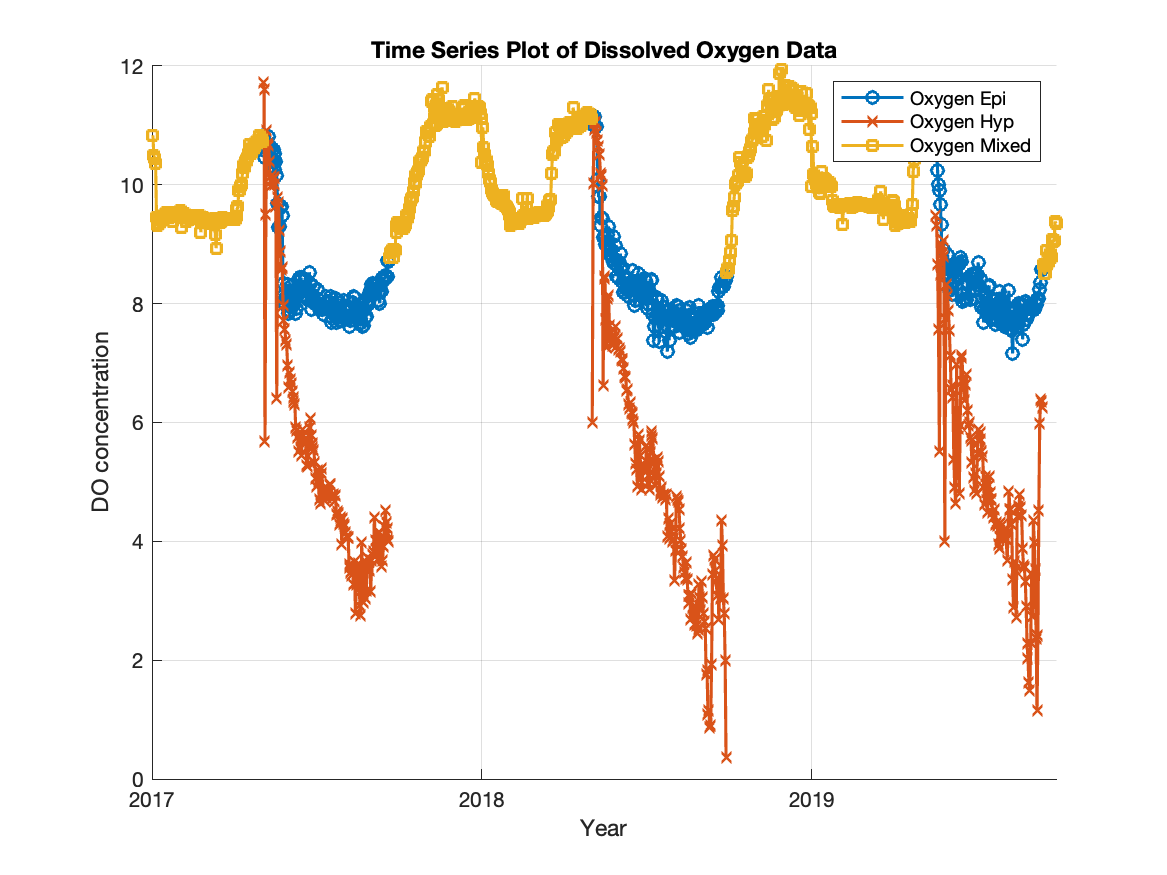 Time Series Plot of Dissolved Oxygen Data
12
10
8
6
4
2
0
DO concentration
Oxygen Epi
Oxygen Hyp
Oxygen Mixed
2017
2018
2019
Year